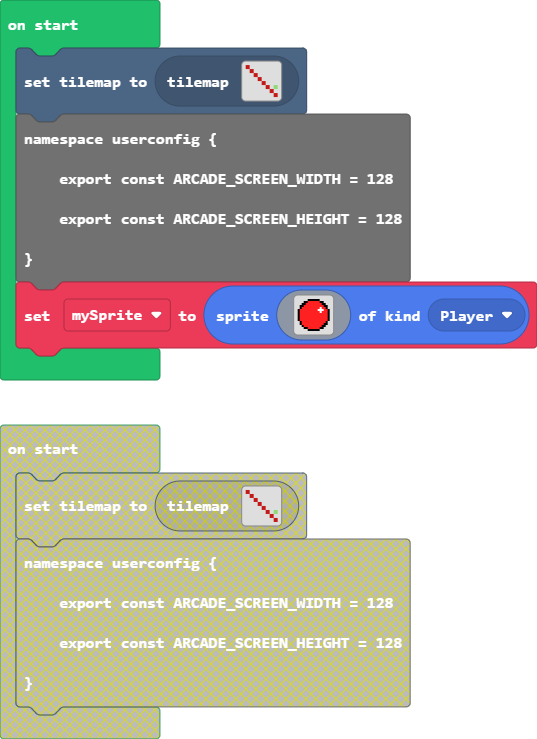 on start
set tilemap to tilemap
namespace userconfig {
export const ARCADE_SCREEN_WIDTH = 128
export const ARCADE_SCREEN_HEIGHT = 128
}
set mySprite to sprite of kind Player
on start
set tilemap to tilemap
namespace userconfig {
export const ARCADE_SCREEN_WIDTH = 128
export const ARCADE_SCREEN_HEIGHT = 128
}